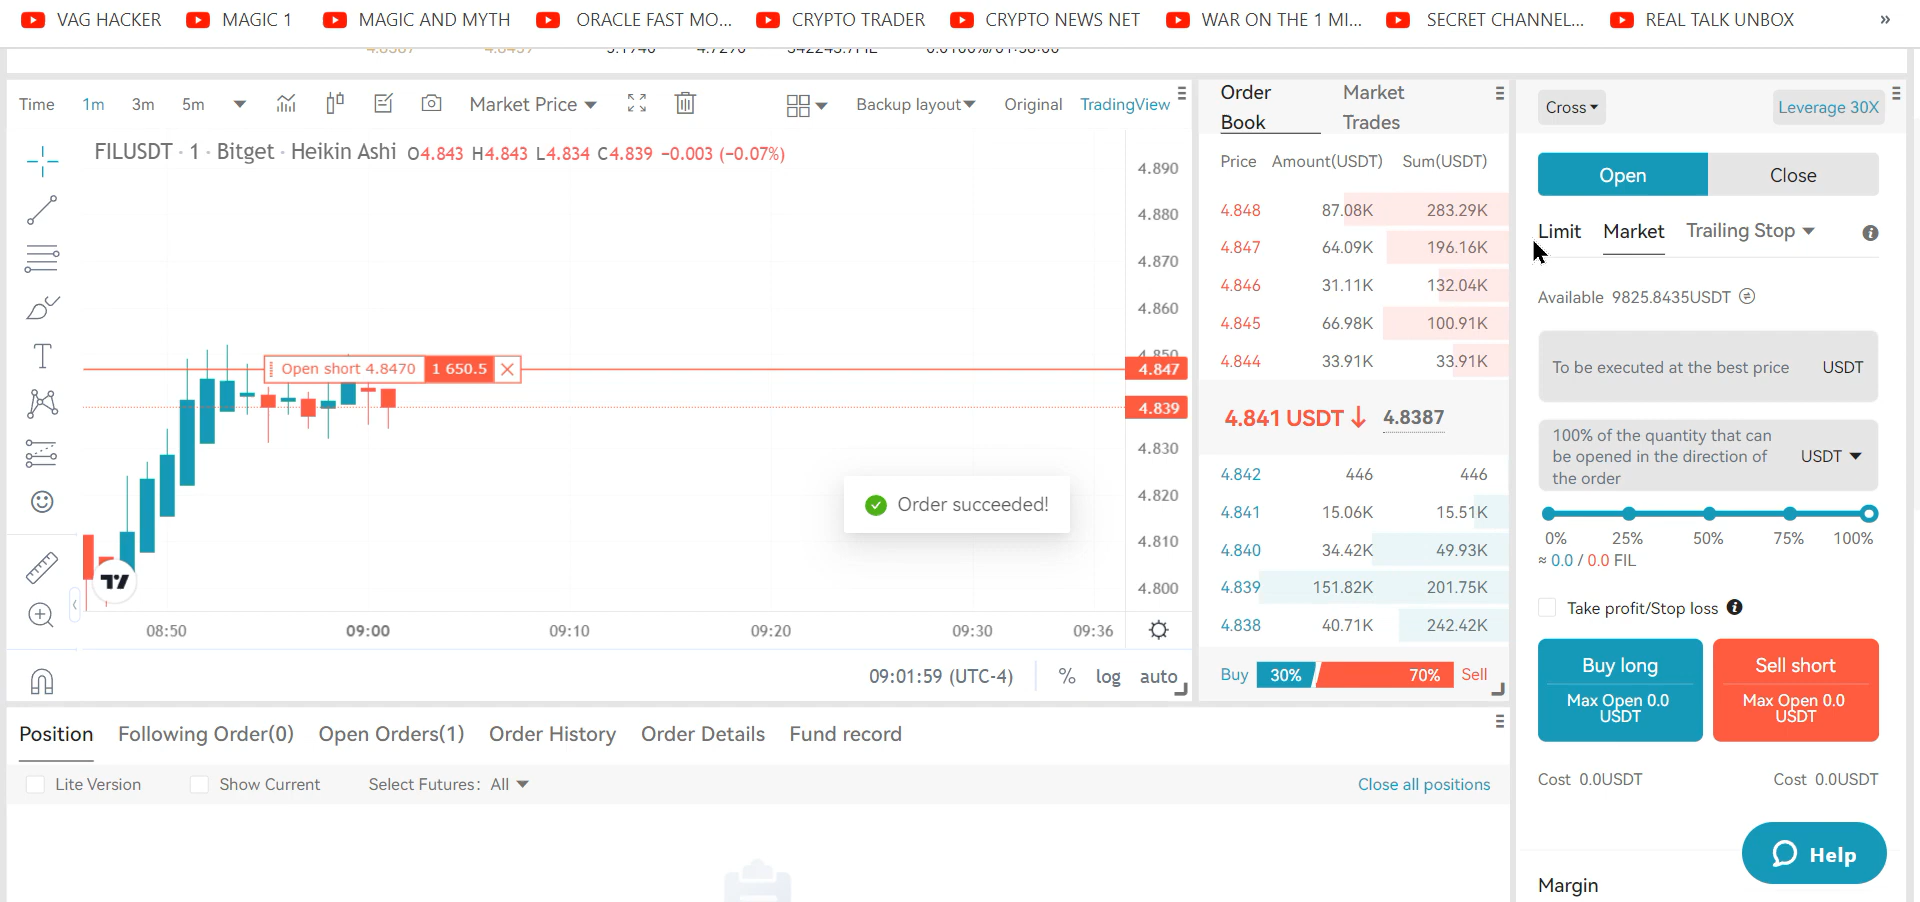 VAG HACKER MAGIC 1 MAGIC AND MYTH ORACLE FAST MO... CRYPTO TRADER CRYPTO NEWS NET WAR ON THE 1 MI... SECRET CHANNEL... REAL TALK UNBOX »
Time 1m 3m 5m Market Price Backup layout Original TradingView
FILUSDT · 1 · Bitget · Heikin Ashi O4.843 H4.843 L4.834 C4.839 -0.003 (-0.07%)
4.890
4.880
4.870
4.860
4.850
Open short 4.8470 1 650.5
4.847
4.839
4.830
4.820
4.810
4.800
Order succeeded!
08:50 09:00 09:10 09:20 09:30 09:36
09:01:59 (UTC-4) % log auto
Order Book
Market Trades
Price Amount(USDT) Sum(USDT)
4.848 87.08K 283.29K
4.847 64.09K 196.16K
4.846 31.11K 132.04K
4.845 66.98K 100.91K
4.844 33.91K 33.91K
4.841 USDT↓ 4.8387
4.842 446 446
4.841 15.06K 15.51K
4.840 34.42K 49.93K
4.839 151.82K 201.75K
4.838 40.71K 242.42K
Buy 30% 70% Sell
Cross Leverage 30X
Open Close
Limit Market Trailing Stop
Available 9825.8435USDT
To be executed at the best price USDT
100% of the quantity that can
be opened in the direction of
the order
USDT
0% 25% 50% 75% 100%
≈ 0.0 / 0.0 FIL
Take profit/Stop loss
Buy long
Max Open 0.0
USDT
Sell short
Max Open 0.0
USDT
Cost 0.0USDT Cost 0.0USDT
Help
Margin
Position Following Order(0) Open Orders(1) Order History Order Details Fund record
Lite Version Show Current Select Futures: All Close all positions